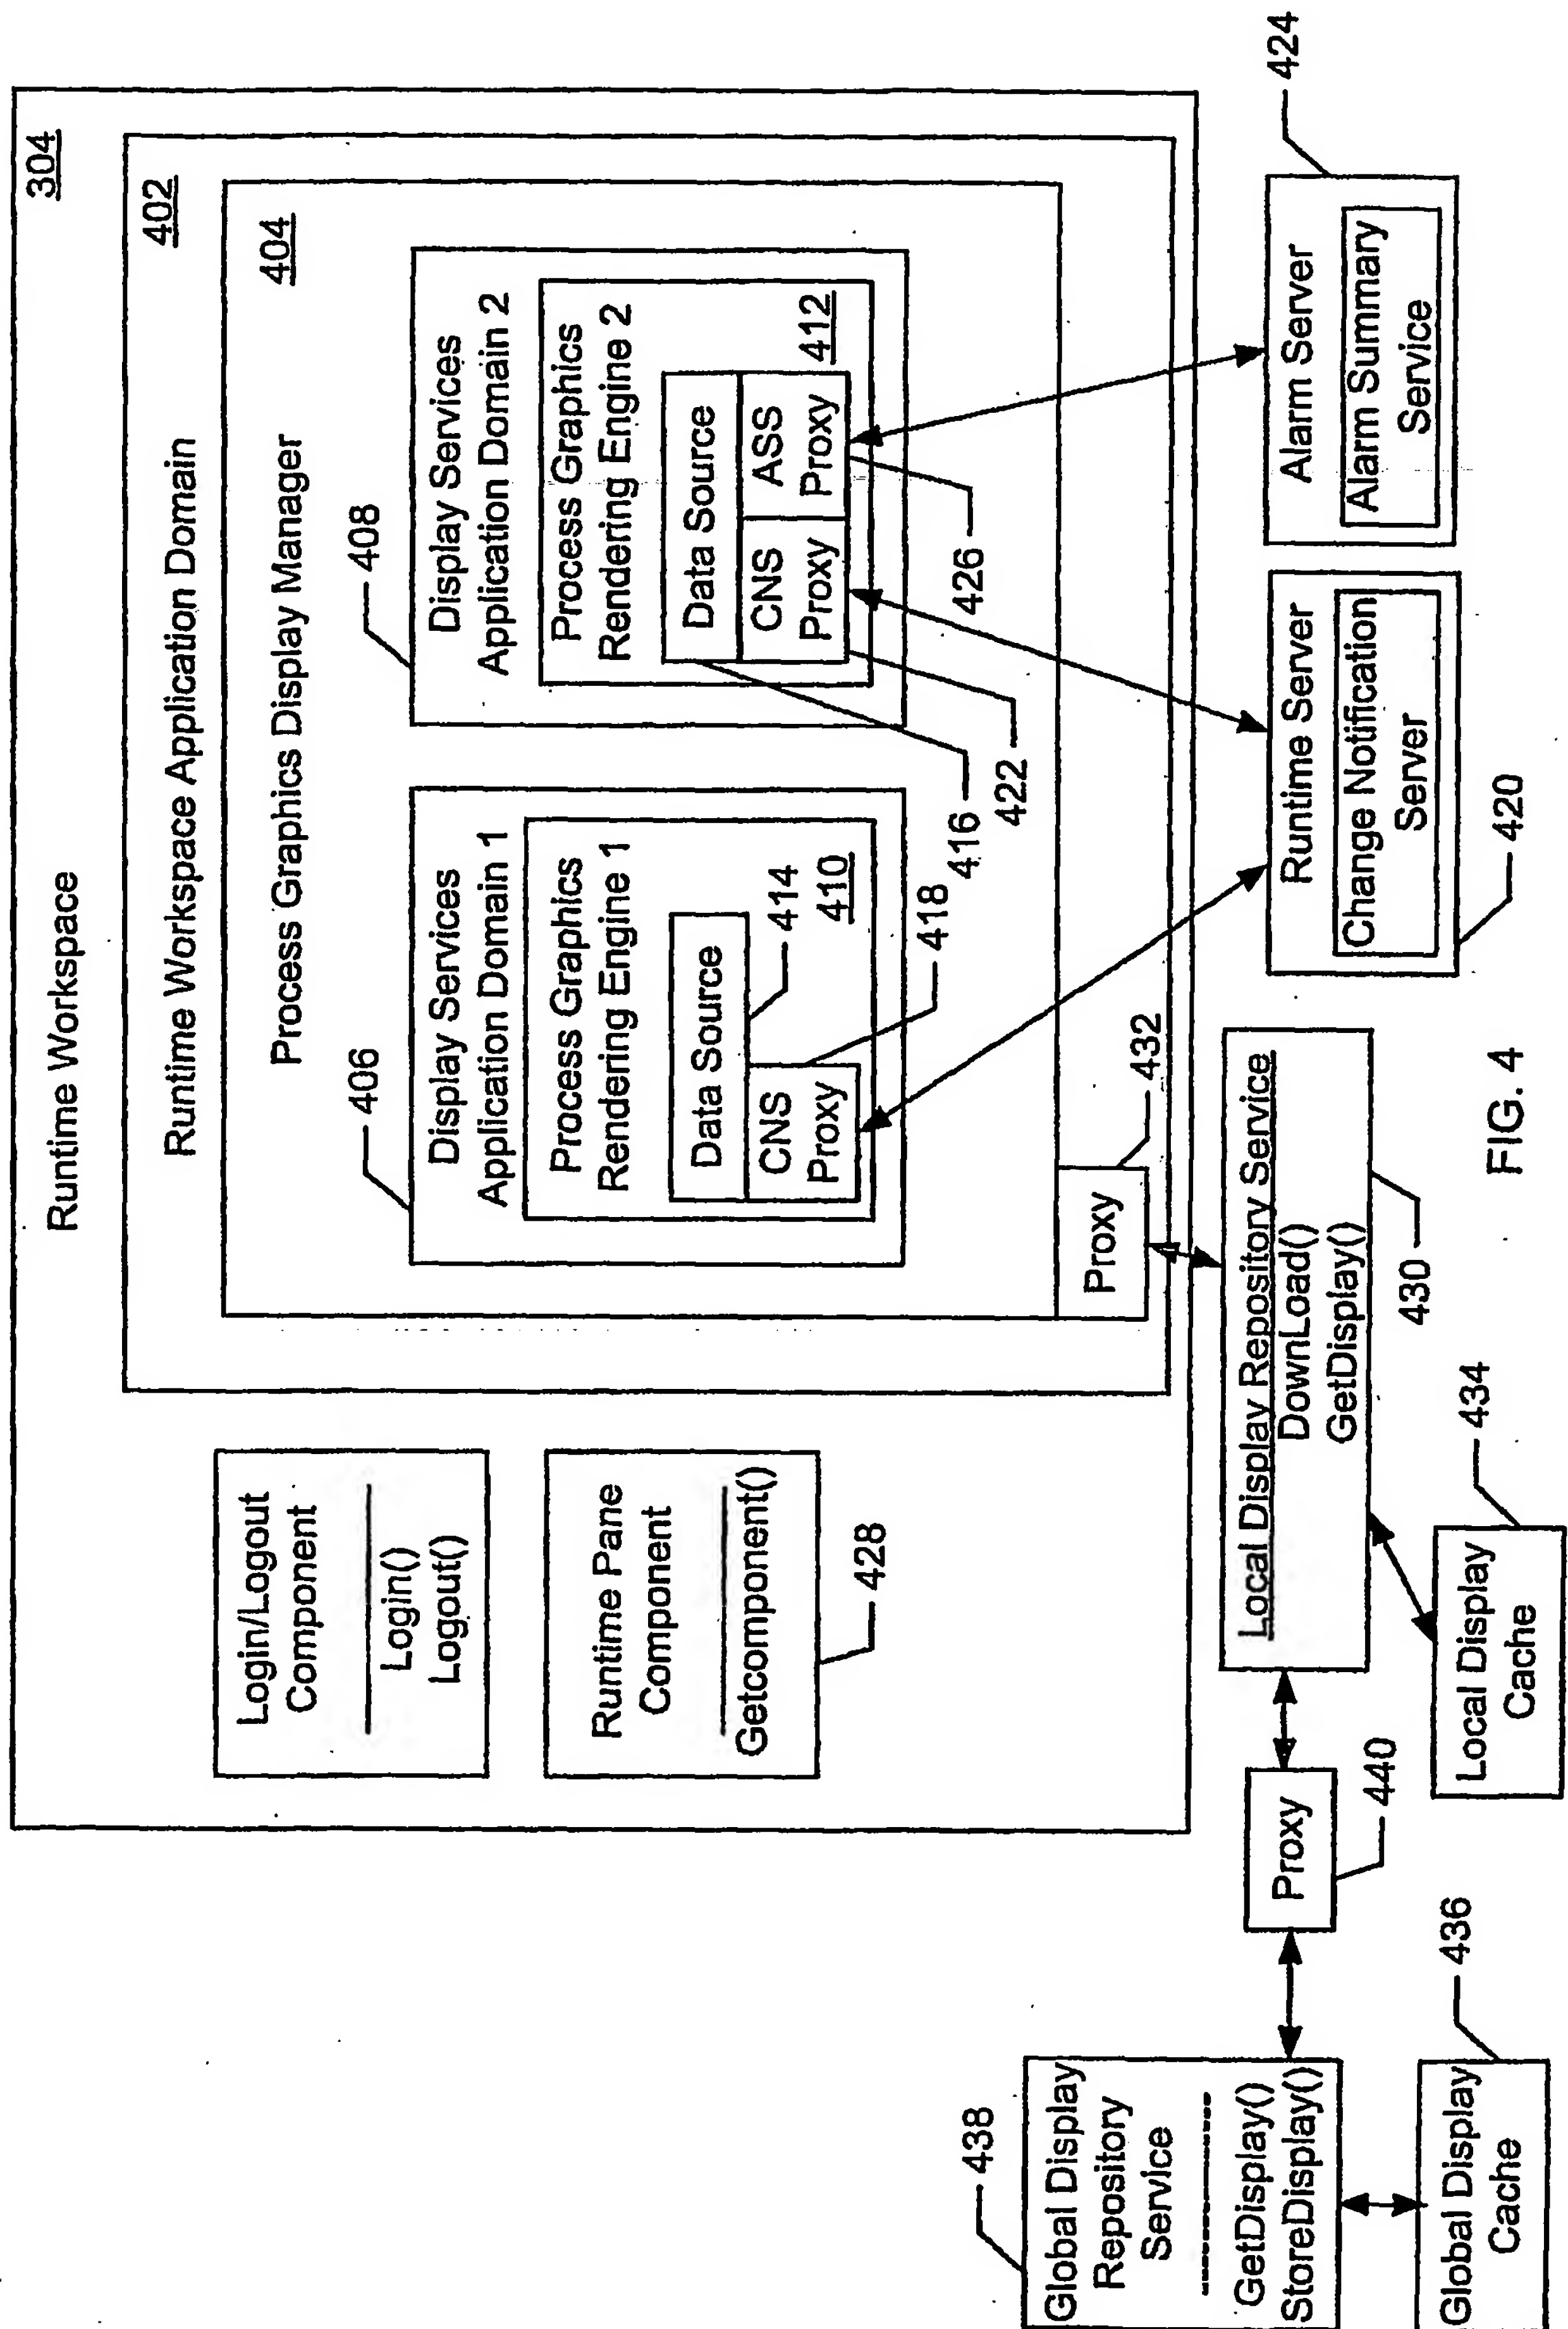 Runtime Workspace
304
Runtime Workspace Application Domain
402
Process Graphics Display Manager
404
Login/Logout
Component
Login()
Logout()
Runtime Pane
Component
Getcomponent()
428
406
Display Services
Application Domain 1
Process Graphics
Rendering Engine 1
Data Source
CNS
Proxy
414
410
418
408
Display Services
Application Domain 2
Process Graphics
Rendering Engine 2
Data Source
CNS
Proxy
ASS
Proxy
412
416
422
426
Proxy
432
438
Global Display
Repository
Service
GetDisplay()
StoreDisplay()
Global Display
Cache
436
Proxy
440
Local Display Repository Service
DownLoad()
GetDisplay()
430
Local Display
Cache
434
Runtime Server
Change Notification
Server
420
Alarm Server
Alarm Summary
Service
424
FIG. 4